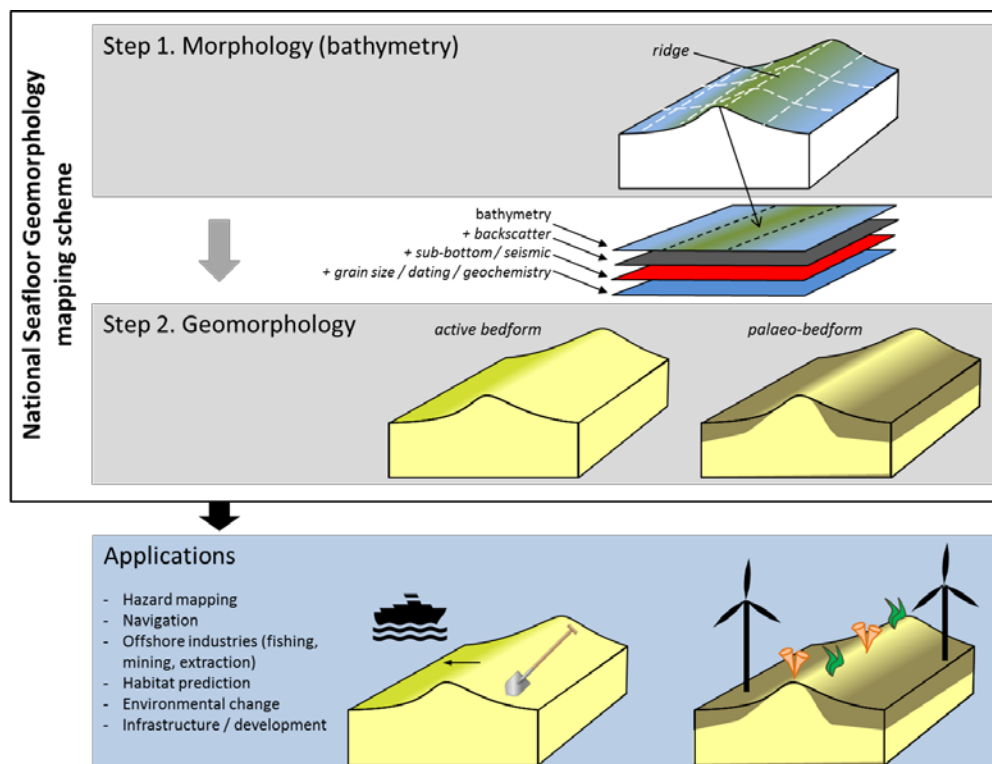 National Seafloor Geomorphology
mapping scheme
Step 1. Morphology (bathymetry)
ridge
bathymetry
+ backscatter
+ sub-bottom / seismic
+ grain size / dating / geochemistry
Step 2. Geomorphology
active bedform
palaeo-bedform
Applications
- Hazard mapping
- Navigation
- Offshore industries (fishing,
mining, extraction)
- Habitat prediction
- Environmental change
- Infrastructure / development